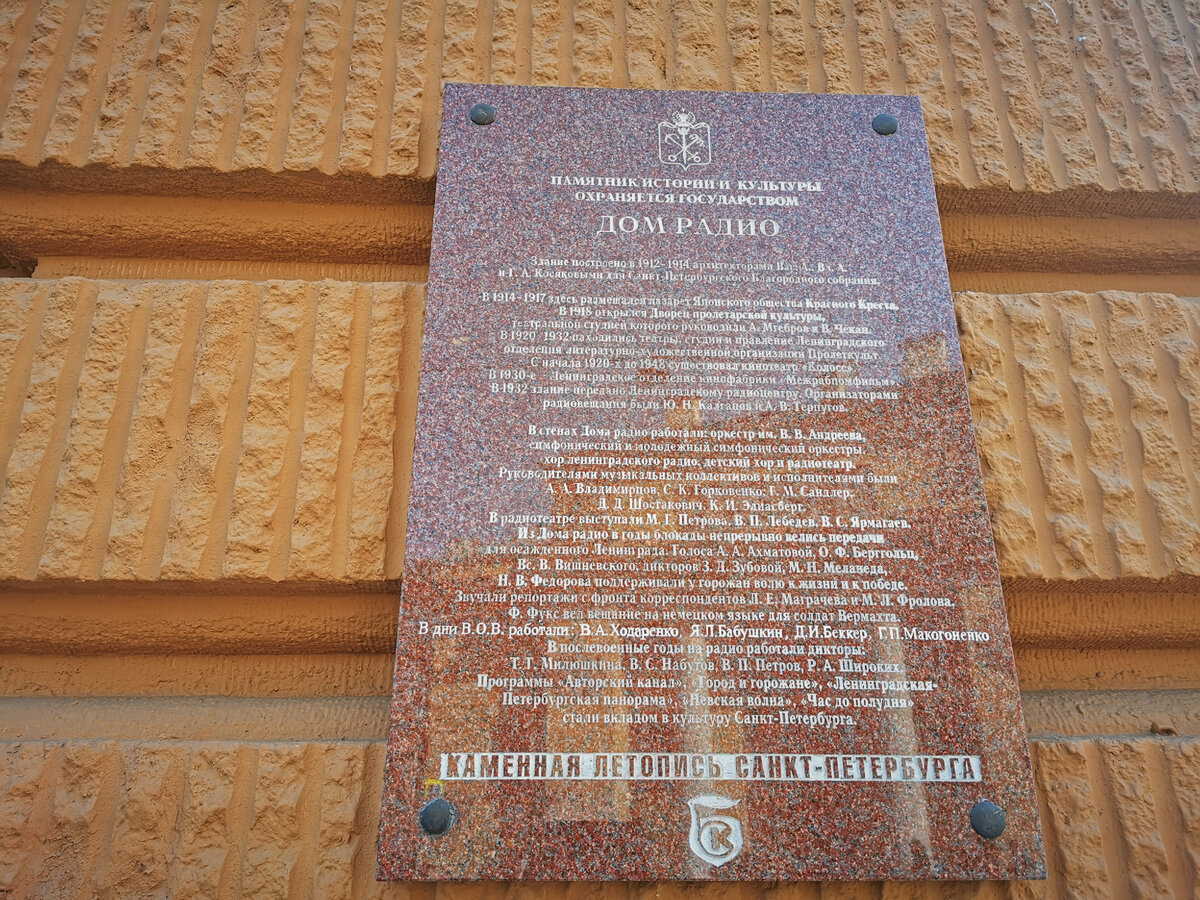 ПАМЯТНИК ИСТОРИИ И КУЛЬТУРЫ
ОХРАНЯЕТСЯ ГОСУДАРСТВОМ
ДОМ РАДИО
Здание построено в 1912-1914 архитекторами Вас. А., Вл. А.
и Г. А. Косяковыми для Санкт-Петербургского Благородного собрания.
В 1914-1917 здесь размещался лазарет Японского общества Красного Креста.
В 1918 открылся Дворец пролетарской культуры,
театральной студией которого руководили А. Мгебров и В. Чекан.
В 1920-1932 находились театры, студии и правление Ленинградского
отделения литературно-художественной организации Пролеткульт.
С начала 1920-х до 1948 существовал кинотеатр «Колосс».
В 1930-е - Ленинградское отделение кинофабрики «Межрабпомфильм».
В 1932 здание передано Ленинградскому радиоцентру. Организаторами
радиовещания были Ю. Н. Калганов и А. В. Терпугов.
В стенах Дома радио работали: оркестр им. В. В. Андреева,
симфонический и молодежный симфонический оркестры,
хор ленинградского радио, детский хор и радиотеатр.
Руководителями музыкальных коллективов и исполнителями были
А. А. Владимирцов, С. К. Горковенко, Г. М. Сандлер,
Д. Д. Шостакович, К. И. Элиасберг.
В радиотеатре выступали М. Г. Петрова, В. П. Лебедев, В. С. Ярмагаев.
Из Дома радио в годы блокады непрерывно велись передачи
для осажденного Ленинграда. Голоса А. А. Ахматовой, О. Ф. Берггольц,
Вс. В. Вишневского, дикторов З. Д. Зубовой, М. Н. Меланеда,
Н. В. Федорова поддерживали у горожан волю к жизни и к победе.
Звучали репортажи с фронта корреспондентов Л. Е. Маграчева и М. Л. Фролова.
Ф. Фукс вел вещание на немецком языке для солдат Вермахта.
В дни В.О.В. работали: В.А.Ходаренко, Я.Л.Бабушкин, Д.И.Беккер, Г.П.Макогоненко
В послевоенные годы на радио работали дикторы:
Т. Г. Милюшкина, В. С. Набутов, В. П. Петров, Р. А. Широких.
Программы «Авторский канал», «Город и горожане», «Ленинградская-
Петербургская панорама», «Невская волна», «Час до полудня»
стали вкладом в культуру Санкт-Петербурга.
КАМЕННАЯ ЛЕТОПИСЬ САНКТ-ПЕТЕРБУРГА